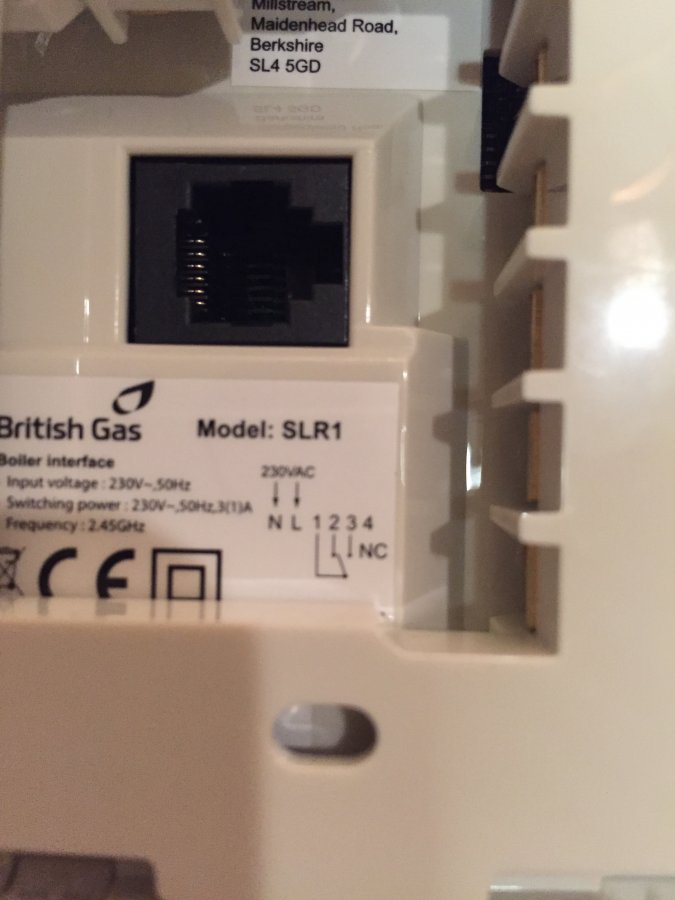 Millstream,
Maidenhead Road,
Berkshire
SL4 5GD
British Gas
Model: SLR1
Boiler interface
Input voltage : 230V~,50Hz
Switching power : 230V~,50Hz,3(1)A
Frequency : 2.45GHz
230VAC
N L 1 2 3 4
NC
CE